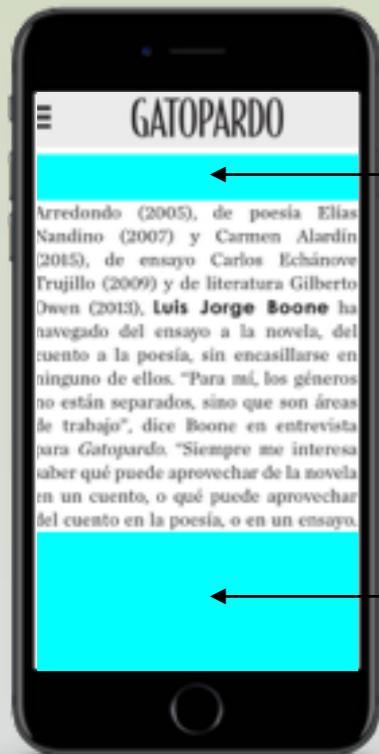 GATOPARDO
Arredondo (2005), de poesía Elías
Nandino (2007) y Carmen Alardín
(2015), de ensayo Carlos Echánove
Trujillo (2009) y de literatura Gilberto
Owen (2013), Luis Jorge Boone ha
navegado del ensayo a la novela, del
cuento a la poesía, sin encasillarse en
ninguno de ellos. "Para mí, los géneros
no están separados, sino que son áreas
de trabajo", dice Boone en entrevista
para Gatopardo. "Siempre me interesa
saber qué puede aprovechar de la novela
en un cuento, o qué puede aprovechar
del cuento en la poesía, o en un ensayo.